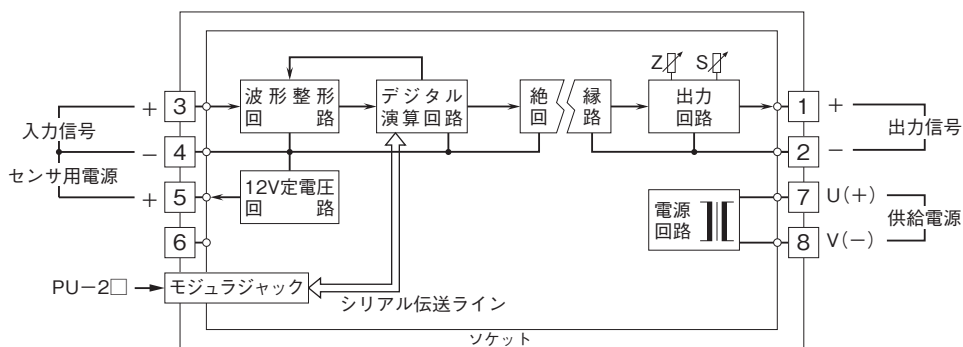 Z S
波形整形
回　　路
デジタル
演算回路
絶
回
縁
路
出力
回路
入力信号
+ 3
- 4
センサ用電源
+ 5
6
12V定電圧
回　　路
1 +
2 -
出力信号
7 U(+)
8 V(-)
供給電源
電源
回路
PU-2□
モジュラジャック
シリアル伝送ライン
ソケット